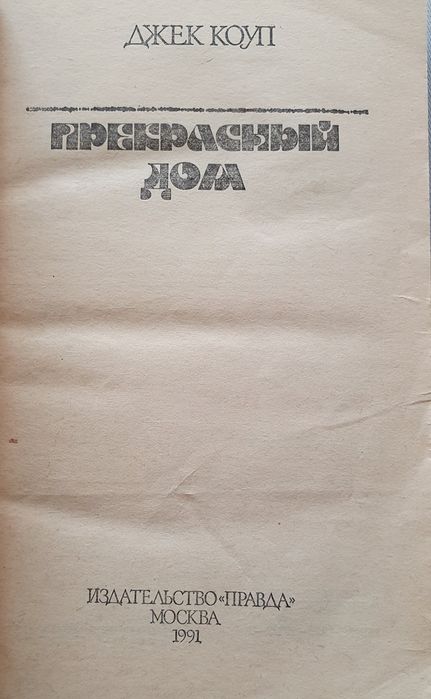 ДЖЕК КОУП
ПРЕКРАСНЫЙ
ДОМ
ИЗДАТЕЛЬСТВО «ПРАВДА»
МОСКВА
1991